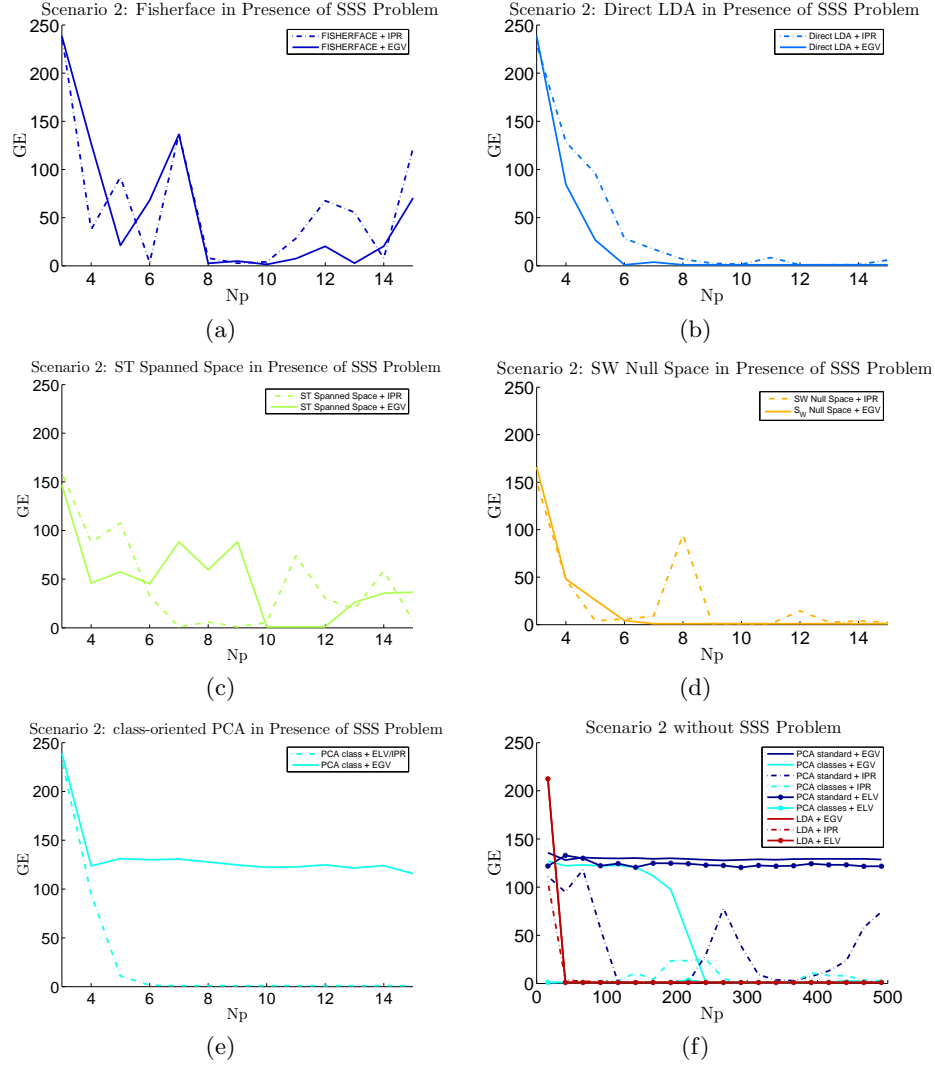 Scenario 2: Fisherface in Presence of SSS Problem
FISHERFACE + IPR
FISHERFACE + EGV
250
200
150
100
50
0
GE
4 6 8 10 12 14
Np
(a)
Scenario 2: Direct LDA in Presence of SSS Problem
Direct LDA + IPR
Direct LDA + EGV
250
200
150
100
50
0
GE
4 6 8 10 12 14
Np
(b)
Scenario 2: ST Spanned Space in Presence of SSS Problem
ST Spanned Space + IPR
ST Spanned Space + EGV
250
200
150
100
50
0
GE
4 6 8 10 12 14
Np
(c)
Scenario 2: SW Null Space in Presence of SSS Problem
SW Null Space + IPR
S_W Null Space + EGV
250
200
150
100
50
0
GE
4 6 8 10 12 14
Np
(d)
Scenario 2: class-oriented PCA in Presence of SSS Problem
PCA class + ELV/IPR
PCA class + EGV
250
200
150
100
50
0
GE
4 6 8 10 12 14
Np
(e)
Scenario 2 without SSS Problem
PCA standard + EGV
PCA classes + EGV
PCA standard + IPR
PCA classes + IPR
PCA standard + ELV
PCA classes + ELV
LDA + EGV
LDA + IPR
LDA + ELV
250
200
150
100
50
0
GE
0 100 200 300 400 500
Np
(f)